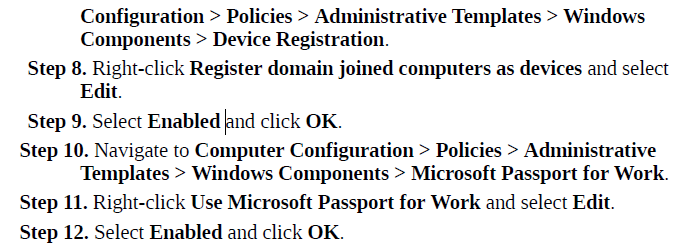 Configuration > Policies > Administrative Templates > Windows
Components > Device Registration.
Step 8. Right-click Register domain joined computers as devices and select
Edit.
Step 9. Select Enabled and click OK.
Step 10. Navigate to Computer Configuration > Policies > Administrative
Templates > Windows Components > Microsoft Passport for Work.
Step 11. Right-click Use Microsoft Passport for Work and select Edit.
Step 12. Select Enabled and click OK.